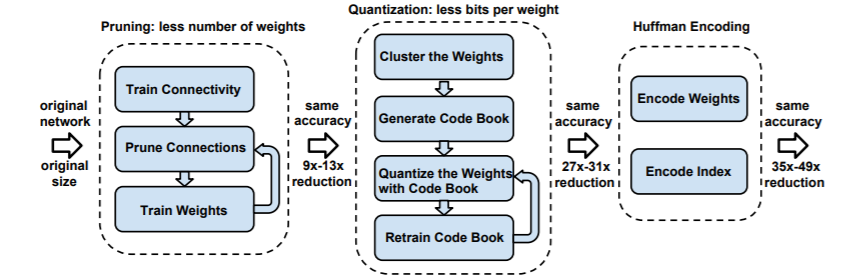 Pruning: less number of weights
Quantization: less bits per weight
Huffman Encoding
original
network
original
size
Train Connectivity
Prune Connections
Train Weights
same
accuracy
9x-13x
reduction
Cluster the Weights
Generate Code Book
Quantize the Weights
with Code Book
Retrain Code Book
same
accuracy
27x-31x
reduction
Encode Weights
Encode Index
same
accuracy
35x-49x
reduction